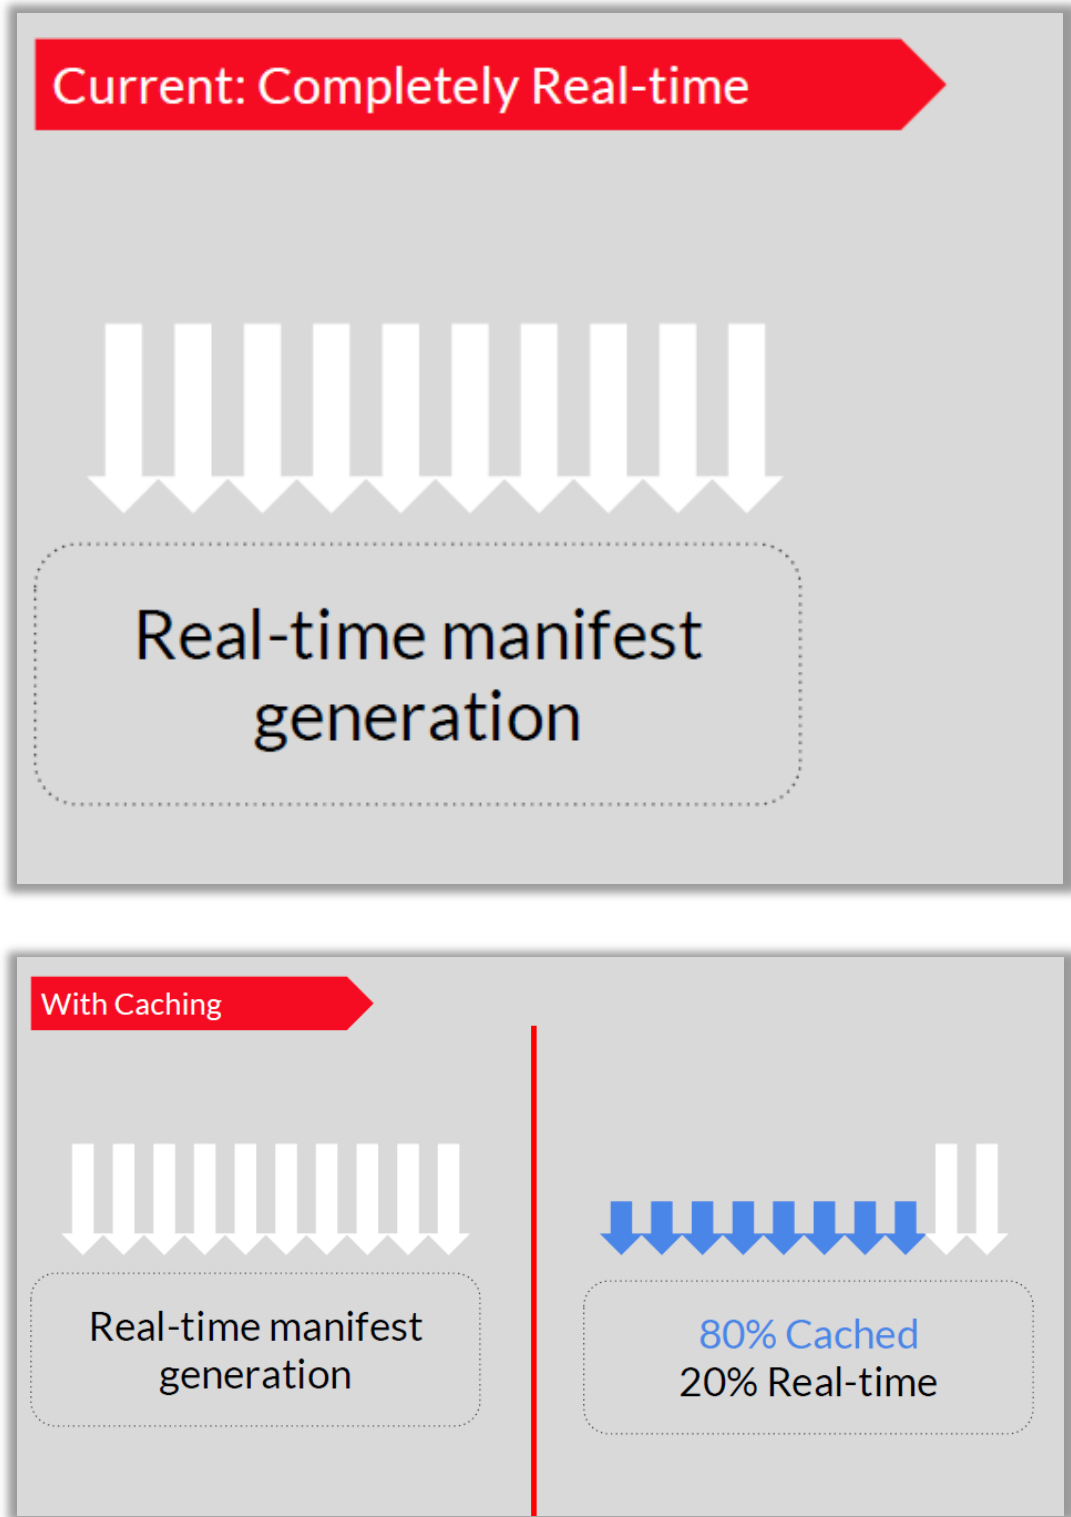 Current: Completely Real-time
Real-time manifest
generation
With Caching
Real-time manifest
generation
80% Cached
20% Real-time